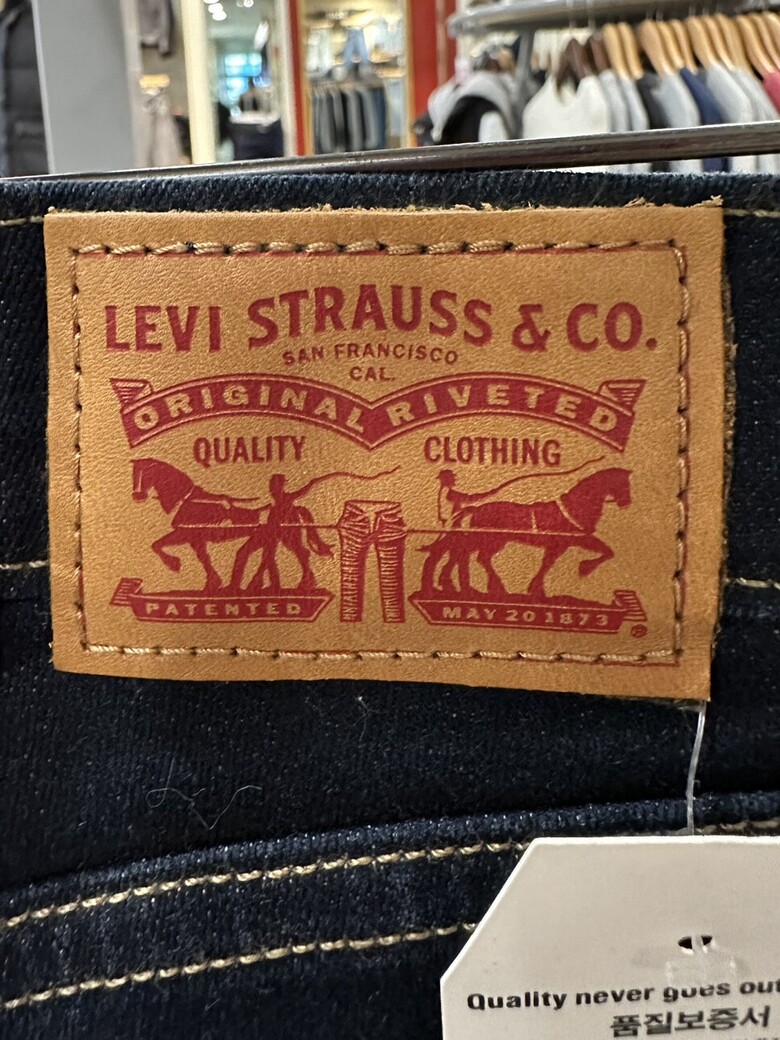 LEVI STRAUSS & CO.
SAN FRANCISCO
CAL.
ORIGINAL RIVETED
QUALITY CLOTHING
PATENTED MAY 20 1873 ®
Quality never goes out
품질보증서